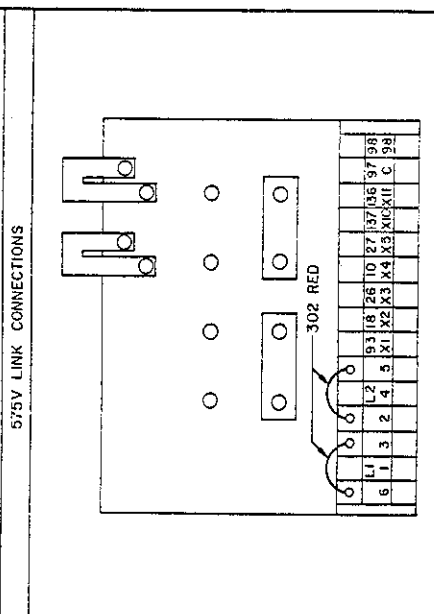 575V LINK CONNECTIONS
302 RED
L1 L2 93 18 26 10 27 137 136 97 98
6 1 3 2 4 5 X1 X2 X3 X4 X5 X10 X11 C 98